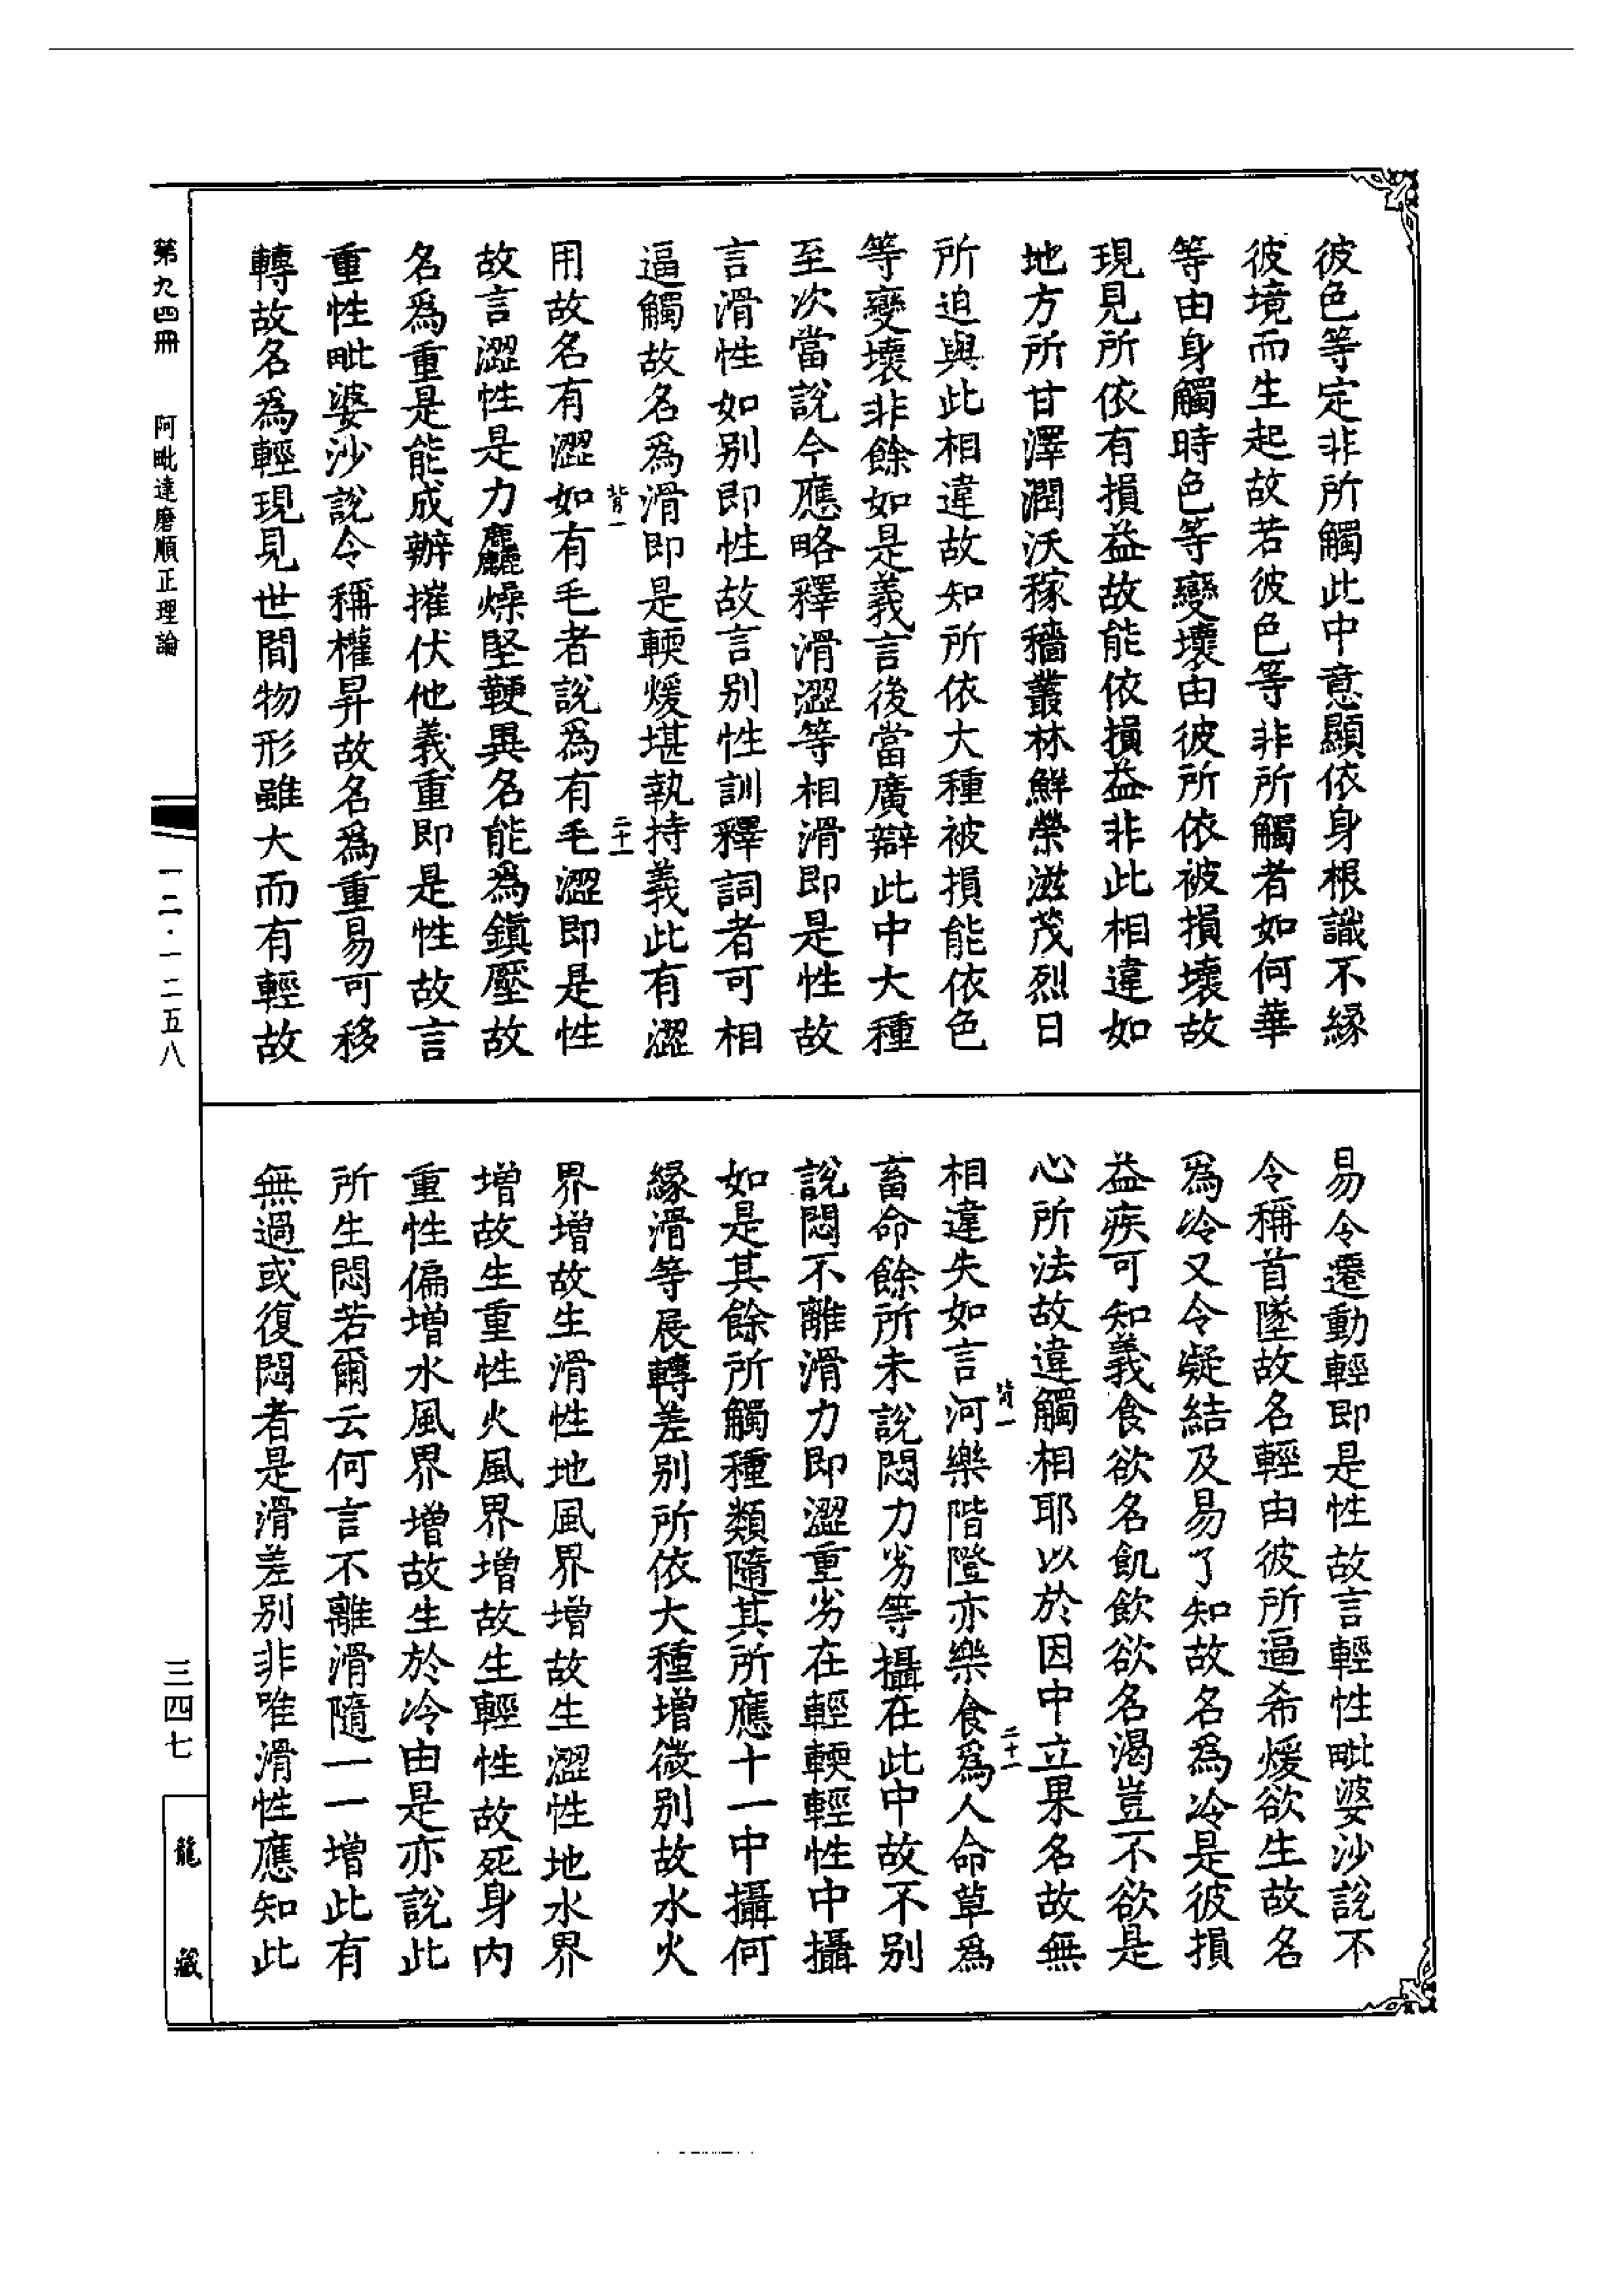 彼色等定非所觸此中意顯依身根識不緣
彼境而生起故若彼色等非所觸者如何華
等由身觸時色等變壞由彼所依被損壞故
現見所依有損益故能依損益非此相違如
地方所甘澤潤沃稼穡叢林鮮榮滋茂烈日
所迫與此相違故知所依大種被損能依色
等變壞非餘如是義言後當廣辯此中大種
至次當說今應略釋滑澀等相滑即是性故
言滑性如别即性故言别性訓釋詞者可相
逼觸故名為滑即是輭煖堪執持義此有澀
背一
二十一
用故名有澀如有毛者說為有毛澀即是性
故言澀性是力麤燥堅鞕異名能為鎮壓故
名為重是能成辦摧伏他義重即是性故言
重性毗婆沙說令稱權昇故名為重易可移
轉故名為輕現見世間物形雖大而有輕故
易令遷動輕即是性故言輕性毗婆沙說不
令稱首墜故名輕由彼所逼希煖欲生故名
為冷又令凝結及易了知故名為冷是彼損
益疾可知義食欲名飢飲欲名渴豈不欲是
心所法故違觸相耶以於因中立果名故無
相違失如言河樂階隥亦樂食為人命草為
背一
二十一
畜命餘所未說悶力劣等攝在此中故不别
說悶不離滑力即澀重劣在輕輭輕性中攝
如是其餘所觸種類隨其所應十一中攝何
緣滑等展轉差别所依大種增微别故水火
界增故生滑性地風界增故生澀性地水界
增故生重性火風界增故生輕性故死身内
重性偏增水風界增故生於冷由是亦說此
所生悶若爾云何言不離滑隨一一增此有
無過或復悶者是滑差别非唯滑性應知此
第九四冊　阿毗達磨順正理論
一二·一二五八
三四七
龍藏